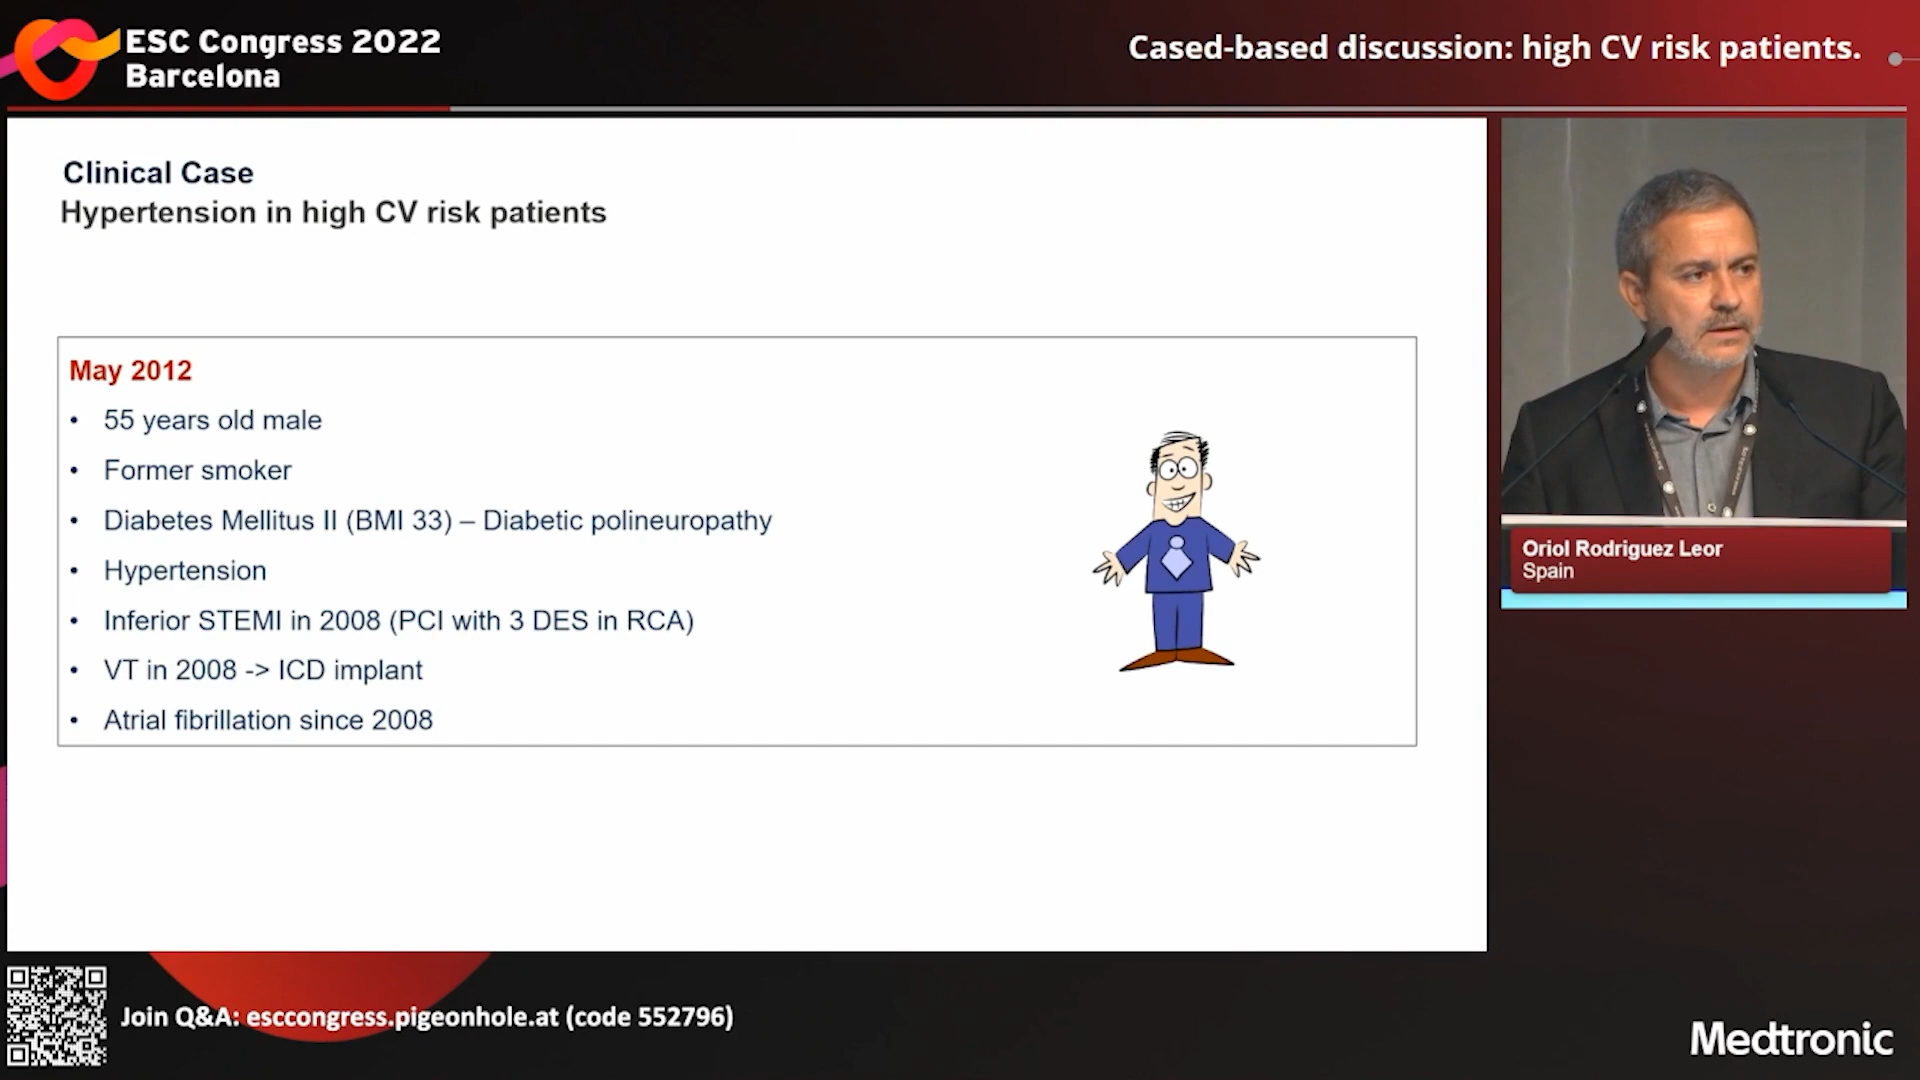 ESC Congress 2022
Barcelona
Cased-based discussion: high CV risk patients.
Clinical Case
Hypertension in high CV risk patients
May 2012
• 55 years old male
• Former smoker
• Diabetes Mellitus II (BMI 33) – Diabetic polineuropathy
• Hypertension
• Inferior STEMI in 2008 (PCI with 3 DES in RCA)
• VT in 2008 -> ICD implant
• Atrial fibrillation since 2008
Oriol Rodriguez Leor
Spain
Join Q&A: esccongress.pigeonhole.at (code 552796)
Medtronic